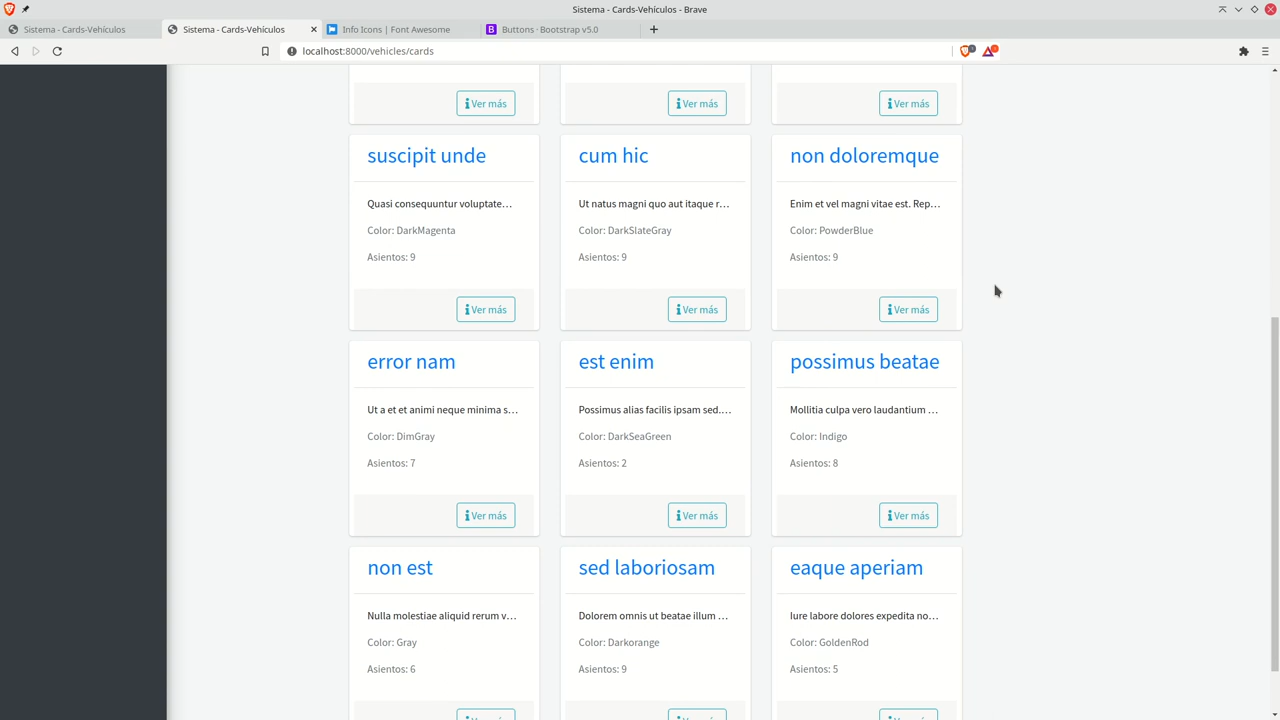 Sistema - Cards-Vehículos - Brave
Sistema - Cards-Vehículos
Sistema - Cards-Vehículos
Info Icons | Font Awesome
Buttons · Bootstrap v5.0
localhost:8000/vehicles/cards
Ver más
Ver más
Ver más
suscipit unde
cum hic
non doloremque
Quasi consequuntur voluptate…
Ut natus magni quo aut itaque r…
Enim et vel magni vitae est. Rep…
Color: DarkMagenta
Color: DarkSlateGray
Color: PowderBlue
Asientos: 9
Asientos: 9
Asientos: 9
Ver más
Ver más
Ver más
error nam
est enim
possimus beatae
Ut a et et animi neque minima s…
Possimus alias facilis ipsam sed.…
Mollitia culpa vero laudantium …
Color: DimGray
Color: DarkSeaGreen
Color: Indigo
Asientos: 7
Asientos: 2
Asientos: 8
Ver más
Ver más
Ver más
non est
sed laboriosam
eaque aperiam
Nulla molestiae aliquid rerum v…
Dolorem omnis ut beatae illum …
Iure labore dolores expedita no…
Color: Gray
Color: Darkorange
Color: GoldenRod
Asientos: 6
Asientos: 9
Asientos: 5